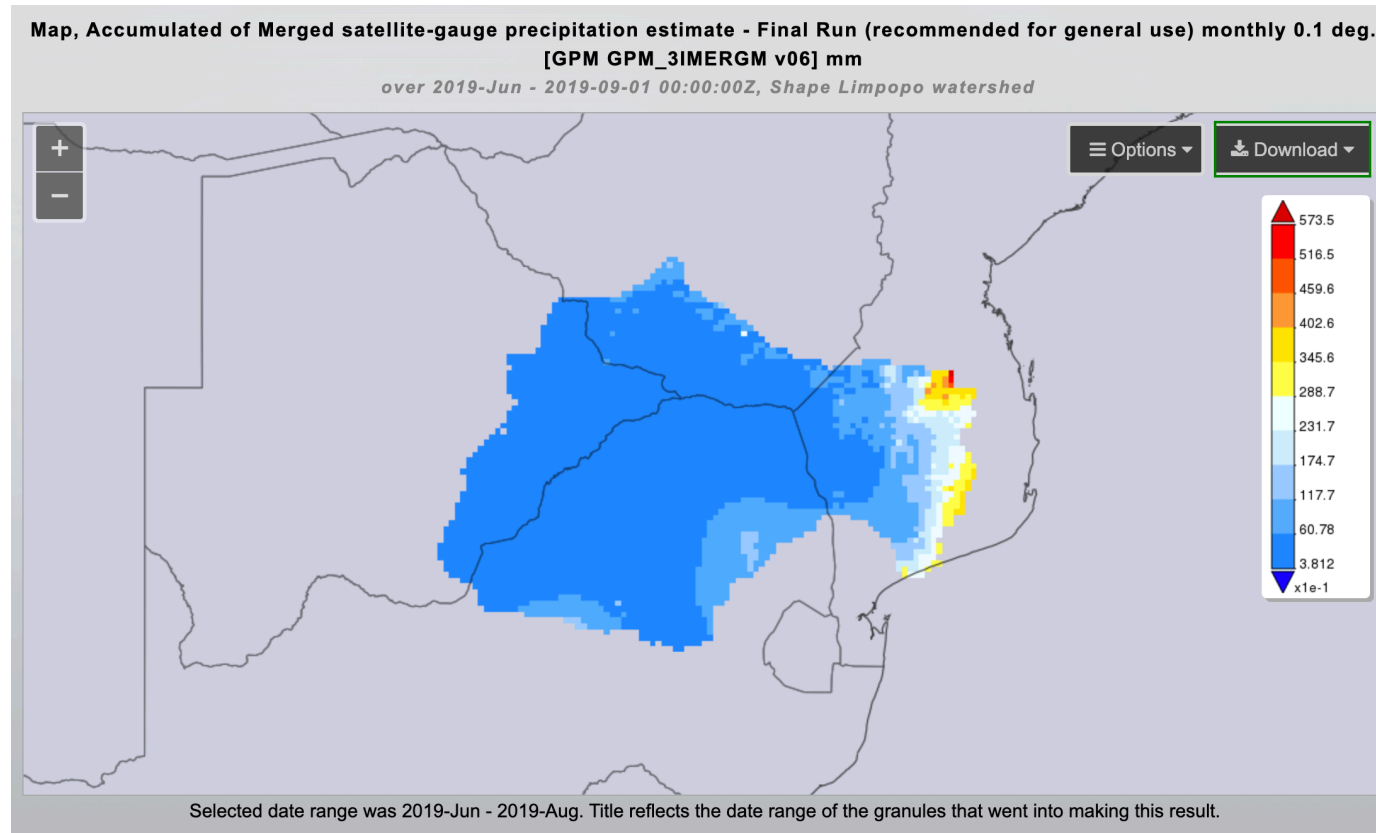 Map, Accumulated of Merged satellite-gauge precipitation estimate - Final Run (recommended for general use) monthly 0.1 deg.
[GPM GPM_3IMERGM v06] mm
over 2019-Jun - 2019-09-01 00:00:00Z, Shape Limpopo watershed
+
−
Options
Download
573.5
516.5
459.6
402.6
345.6
288.7
231.7
174.7
117.7
60.78
3.812
x1e-1
Selected date range was 2019-Jun - 2019-Aug. Title reflects the date range of the granules that went into making this result.